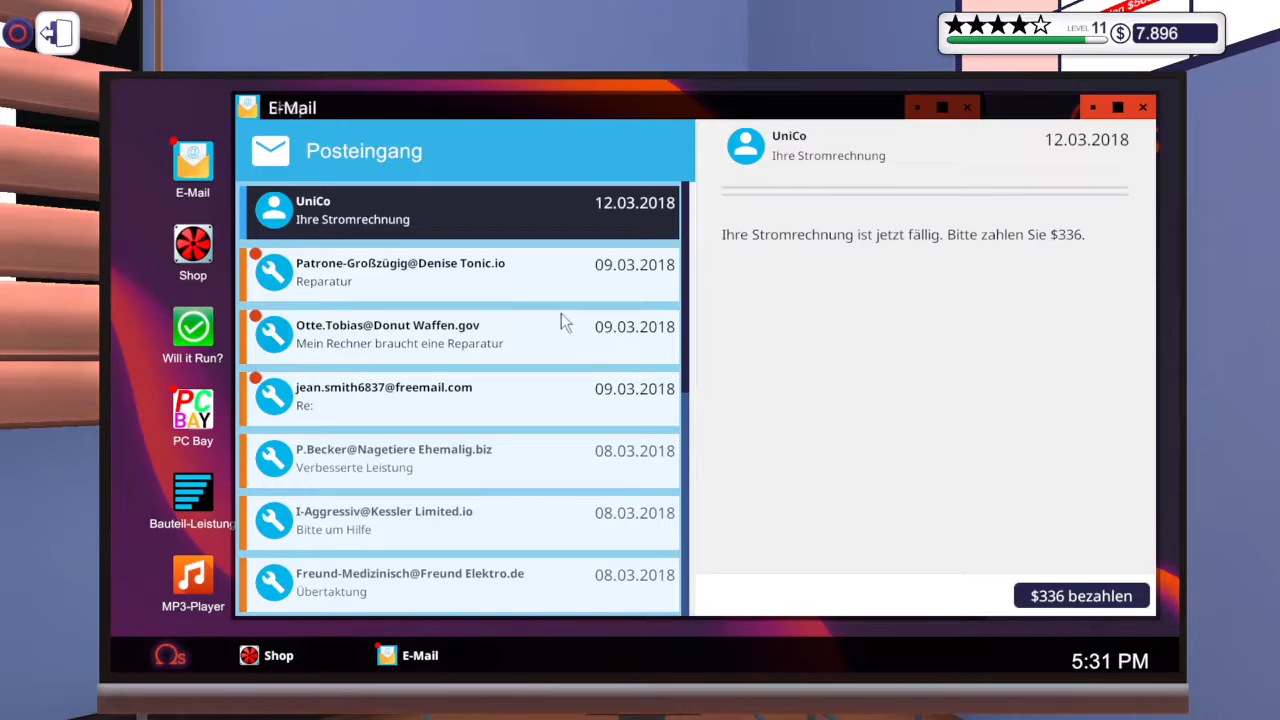 LEVEL 11
$ 7.896
E-Mail
Posteingang
UniCo
12.03.2018
Ihre Stromrechnung
Patrone-Großzügig@Denise Tonic.io
09.03.2018
Reparatur
Otte.Tobias@Donut Waffen.gov
09.03.2018
Mein Rechner braucht eine Reparatur
jean.smith6837@freemail.com
09.03.2018
Re:
P.Becker@Nagetiere Ehemalig.biz
08.03.2018
Verbesserte Leistung
I-Aggressiv@Kessler Limited.io
08.03.2018
Bitte um Hilfe
Freund-Medizinisch@Freund Elektro.de
08.03.2018
Übertaktung
UniCo
12.03.2018
Ihre Stromrechnung
Ihre Stromrechnung ist jetzt fällig. Bitte zahlen Sie $336.
$336 bezahlen
E-Mail
Shop
Will it Run?
PC
BAY
PC Bay
Bauteil-Leistung
MP3-Player
Ωs
Shop
E-Mail
5:31 PM